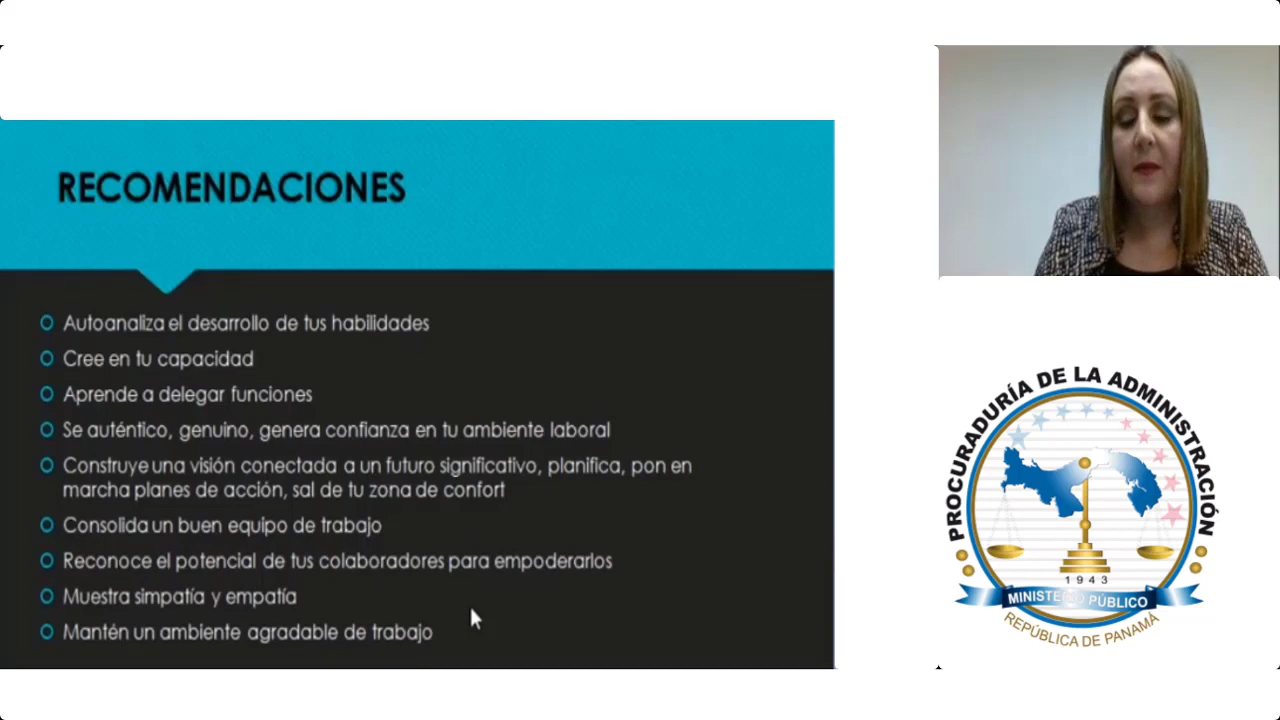 RECOMENDACIONES
Autoanaliza el desarrollo de tus habilidades
Cree en tu capacidad
Aprende a delegar funciones
Se auténtico, genuino, genera confianza en tu ambiente laboral
Construye una visión conectada a un futuro significativo, planifica, pon en
marcha planes de acción, sal de tu zona de confort
Consolida un buen equipo de trabajo
Reconoce el potencial de tus colaboradores para empoderarlos
Muestra simpatía y empatía
Mantén un ambiente agradable de trabajo
PROCURADURÍA DE LA ADMINISTRACIÓN
1943
MINISTERIO PÚBLICO
REPÚBLICA DE PANAMÁ